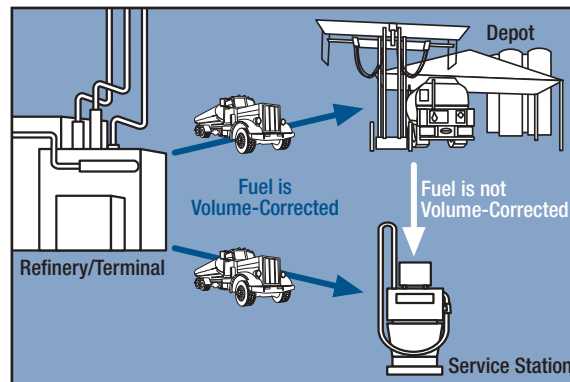 Depot
Fuel is
Volume-Corrected
Fuel is not
Volume-Corrected
Refinery/Terminal
Service Station